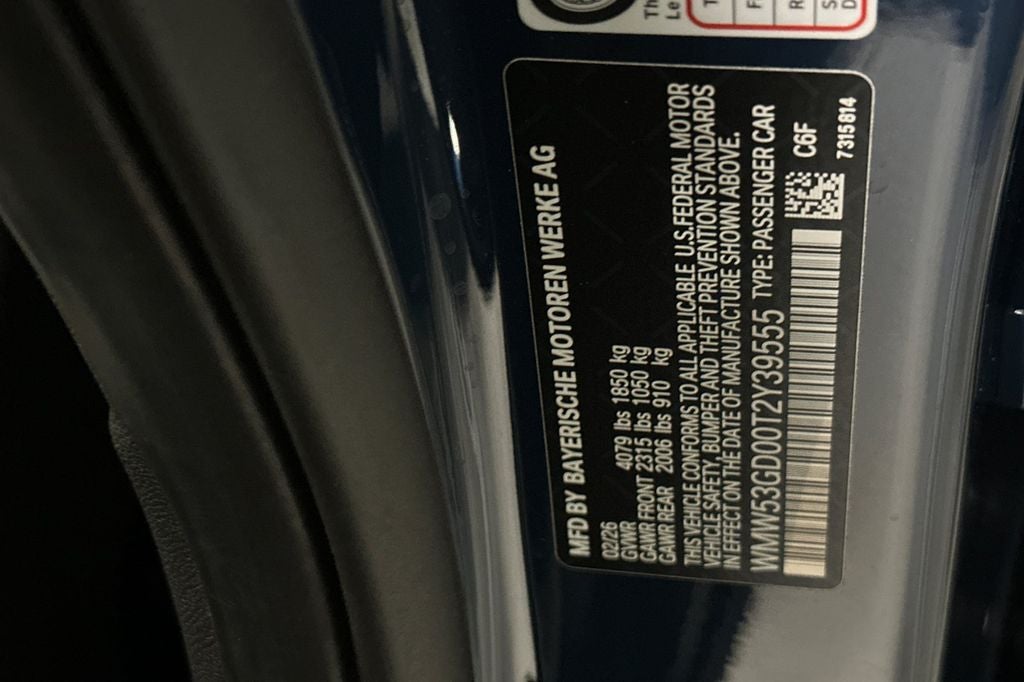 MFD BY BAYERISCHE MOTOREN WERKE AG
02/26
GVWR 4079 lbs 1850 kg
GAWR FRONT 2315 lbs 1050 kg
GAWR REAR 2006 lbs 910 kg
THIS VEHICLE CONFORMS TO ALL APPLICABLE U.S.FEDERAL MOTOR
VEHICLE SAFETY, BUMPER AND THEFT PREVENTION STANDARDS
IN EFFECT ON THE DATE OF MANUFACTURE SHOWN ABOVE.
WMW53GD00T2Y39555 TYPE: PASSENGER CAR
C6F
7315814